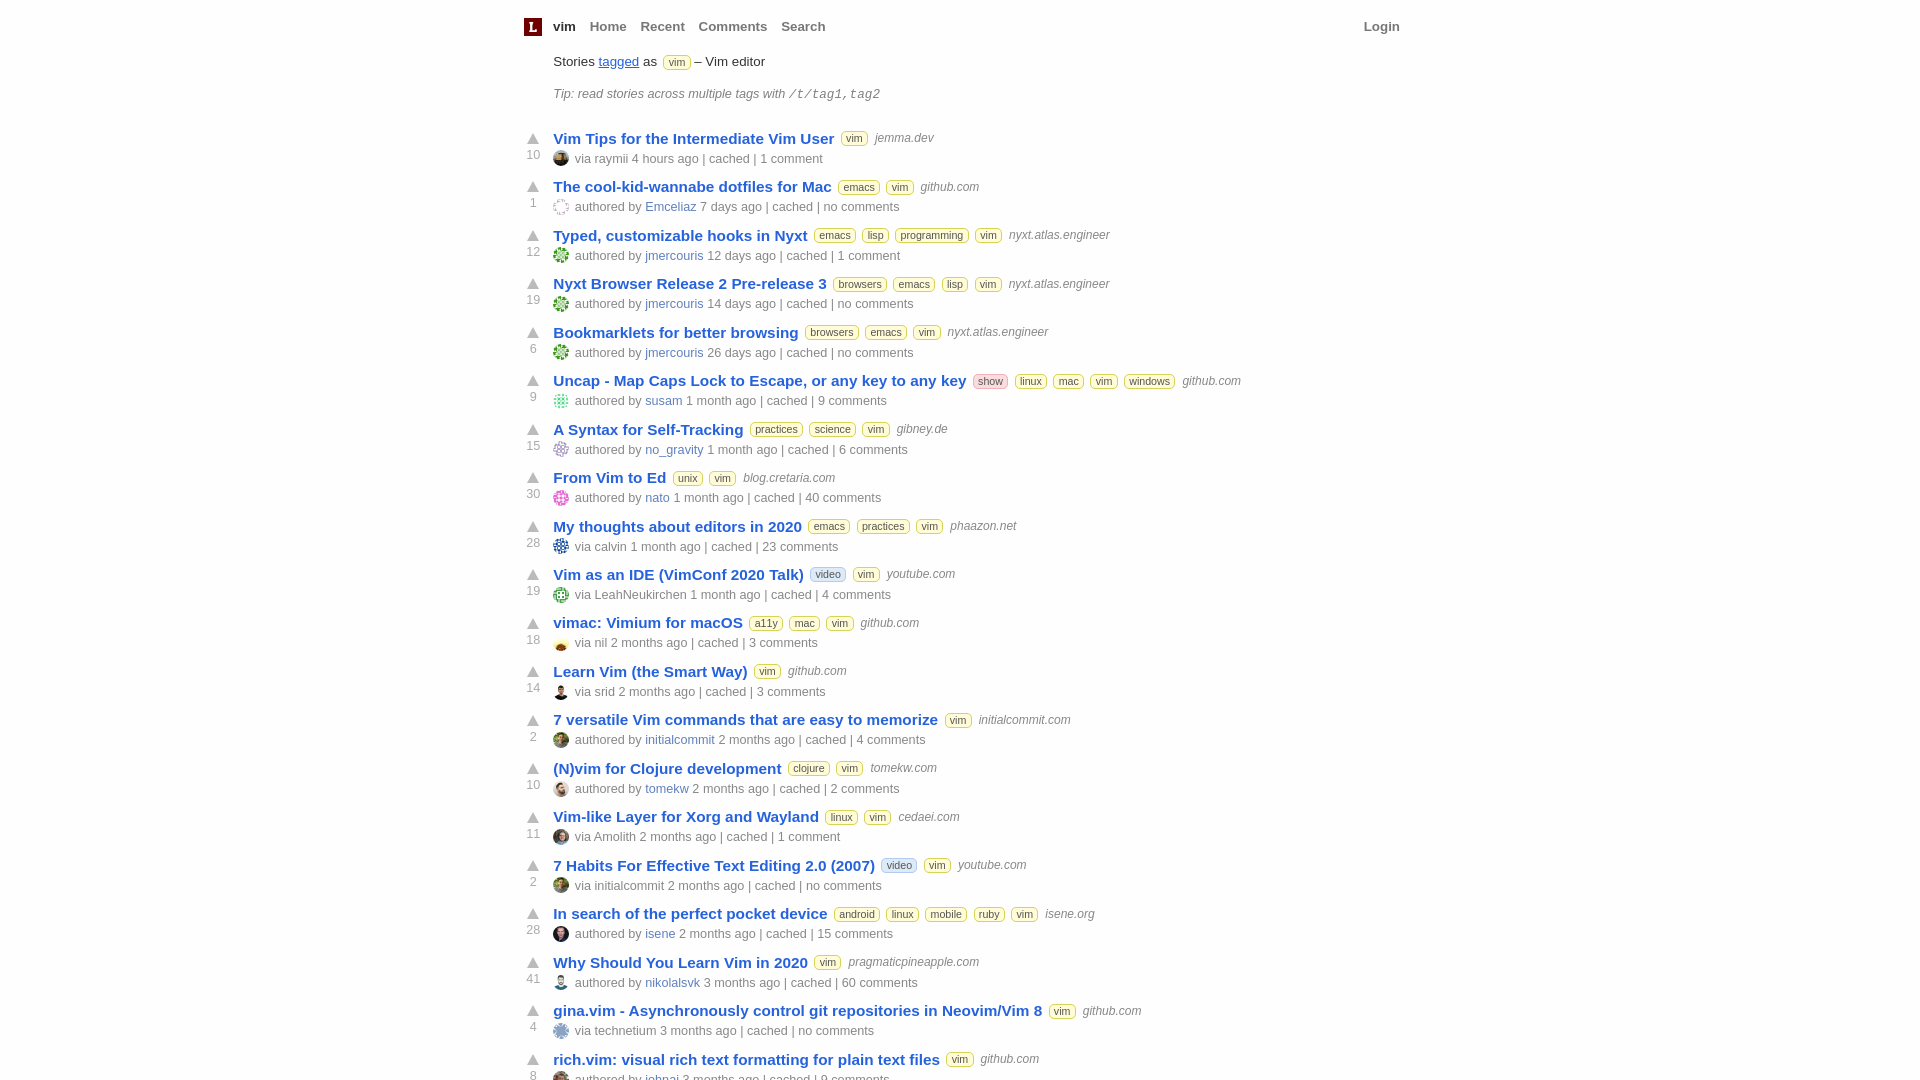 L vim Home Recent Comments Search Login
Stories tagged as vim – Vim editor
Tip: read stories across multiple tags with /t/tag1,tag2
Vim Tips for the Intermediate Vim User vim jemma.dev
10 via raymii 4 hours ago | cached | 1 comment
The cool-kid-wannabe dotfiles for Mac emacs vim github.com
1 authored by Emceliaz 7 days ago | cached | no comments
Typed, customizable hooks in Nyxt emacs lisp programming vim nyxt.atlas.engineer
12 authored by jmercouris 12 days ago | cached | 1 comment
Nyxt Browser Release 2 Pre-release 3 browsers emacs lisp vim nyxt.atlas.engineer
19 authored by jmercouris 14 days ago | cached | no comments
Bookmarklets for better browsing browsers emacs vim nyxt.atlas.engineer
6 authored by jmercouris 26 days ago | cached | no comments
Uncap - Map Caps Lock to Escape, or any key to any key show linux mac vim windows github.com
9 authored by susam 1 month ago | cached | 9 comments
A Syntax for Self-Tracking practices science vim gibney.de
15 authored by no_gravity 1 month ago | cached | 6 comments
From Vim to Ed unix vim blog.cretaria.com
30 authored by nato 1 month ago | cached | 40 comments
My thoughts about editors in 2020 emacs practices vim phaazon.net
28 via calvin 1 month ago | cached | 23 comments
Vim as an IDE (VimConf 2020 Talk) video vim youtube.com
19 via LeahNeukirchen 1 month ago | cached | 4 comments
vimac: Vimium for macOS a11y mac vim github.com
18 via nil 2 months ago | cached | 3 comments
Learn Vim (the Smart Way) vim github.com
14 via srid 2 months ago | cached | 3 comments
7 versatile Vim commands that are easy to memorize vim initialcommit.com
2 authored by initialcommit 2 months ago | cached | 4 comments
(N)vim for Clojure development clojure vim tomekw.com
10 authored by tomekw 2 months ago | cached | 2 comments
Vim-like Layer for Xorg and Wayland linux vim cedaei.com
11 via Amolith 2 months ago | cached | 1 comment
7 Habits For Effective Text Editing 2.0 (2007) video vim youtube.com
2 via initialcommit 2 months ago | cached | no comments
In search of the perfect pocket device android linux mobile ruby vim isene.org
28 authored by isene 2 months ago | cached | 15 comments
Why Should You Learn Vim in 2020 vim pragmaticpineapple.com
41 authored by nikolalsvk 3 months ago | cached | 60 comments
gina.vim - Asynchronously control git repositories in Neovim/Vim 8 vim github.com
4 via technetium 3 months ago | cached | no comments
rich.vim: visual rich text formatting for plain text files vim github.com
8 authored by 3 months ago | cached | 9 comments